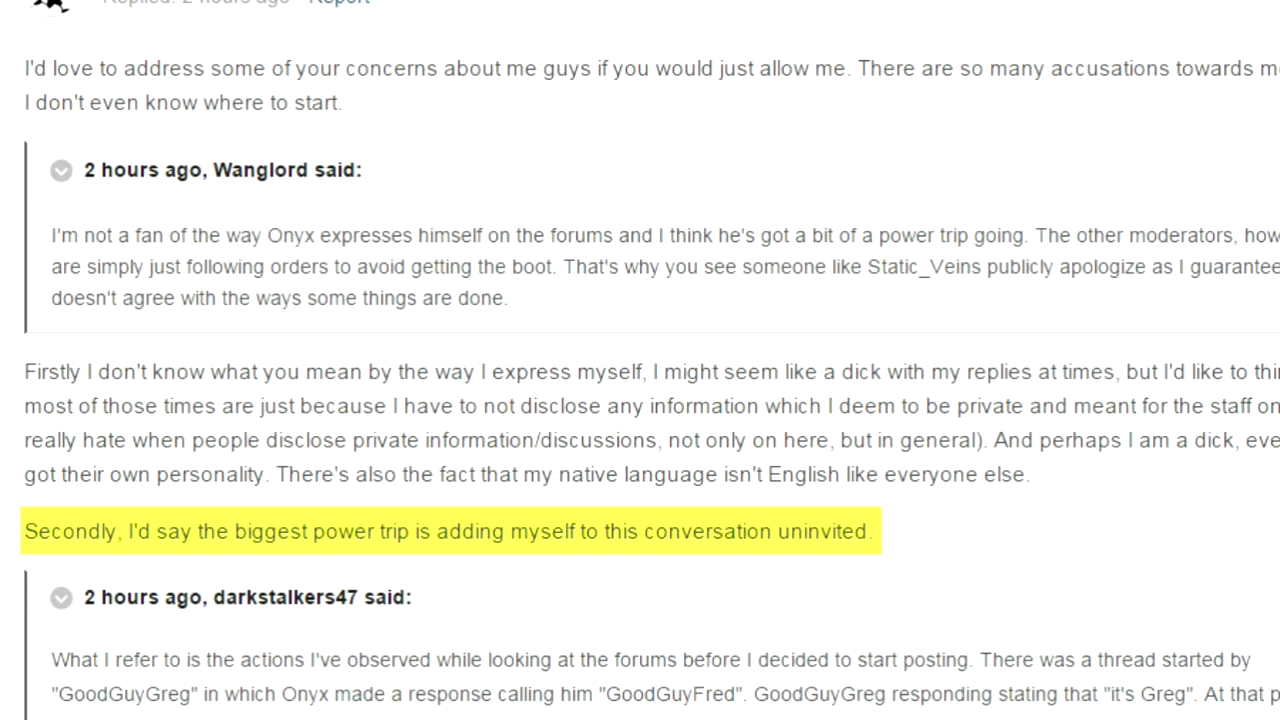 Replied: 2 hours ago Report
I'd love to address some of your concerns about me guys if you would just allow me. There are so many accusations towards
I don't even know where to start.
2 hours ago, Wanglord said:
I'm not a fan of the way Onyx expresses himself on the forums and I think he's got a bit of a power trip going. The other moderators,
are simply just following orders to avoid getting the boot. That's why you see someone like Static_Veins publicly apologize as I guarantee
doesn't agree with the ways some things are done.
Firstly I don't know what you mean by the way I express myself, I might seem like a dick with my replies at times, but I'd like to
most of those times are just because I have to not disclose any information which I deem to be private and meant for the staff
really hate when people disclose private information/discussions, not only on here, but in general). And perhaps I am a dick,
got their own personality. There's also the fact that my native language isn't English like everyone else.
Secondly, I'd say the biggest power trip is adding myself to this conversation uninvited.
2 hours ago, darkstalkers47 said:
What I refer to is the actions I've observed while looking at the forums before I decided to start posting. There was a thread started by
"GoodGuyGreg" in which Onyx made a response calling him "GoodGuyFred". GoodGuyGreg responding stating that "it's Greg". At that